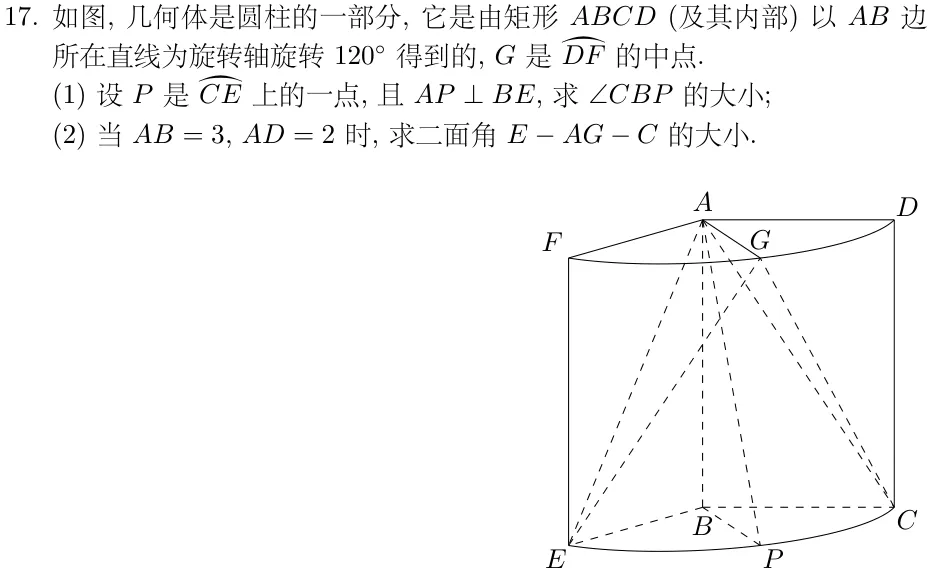 17. 如图, 几何体是圆柱的一部分, 它是由矩形 ABCD (及其内部) 以 AB 边
所在直线为旋转轴旋转 120° 得到的, G 是 \overset{\frown}{DF} 的中点.
(1) 设 P 是 \overset{\frown}{CE} 上的一点, 且 AP ⊥ BE, 求 ∠CBP 的大小;
(2) 当 AB = 3, AD = 2 时, 求二面角 E − AG − C 的大小.
A
D
F
G
B
C
E
P